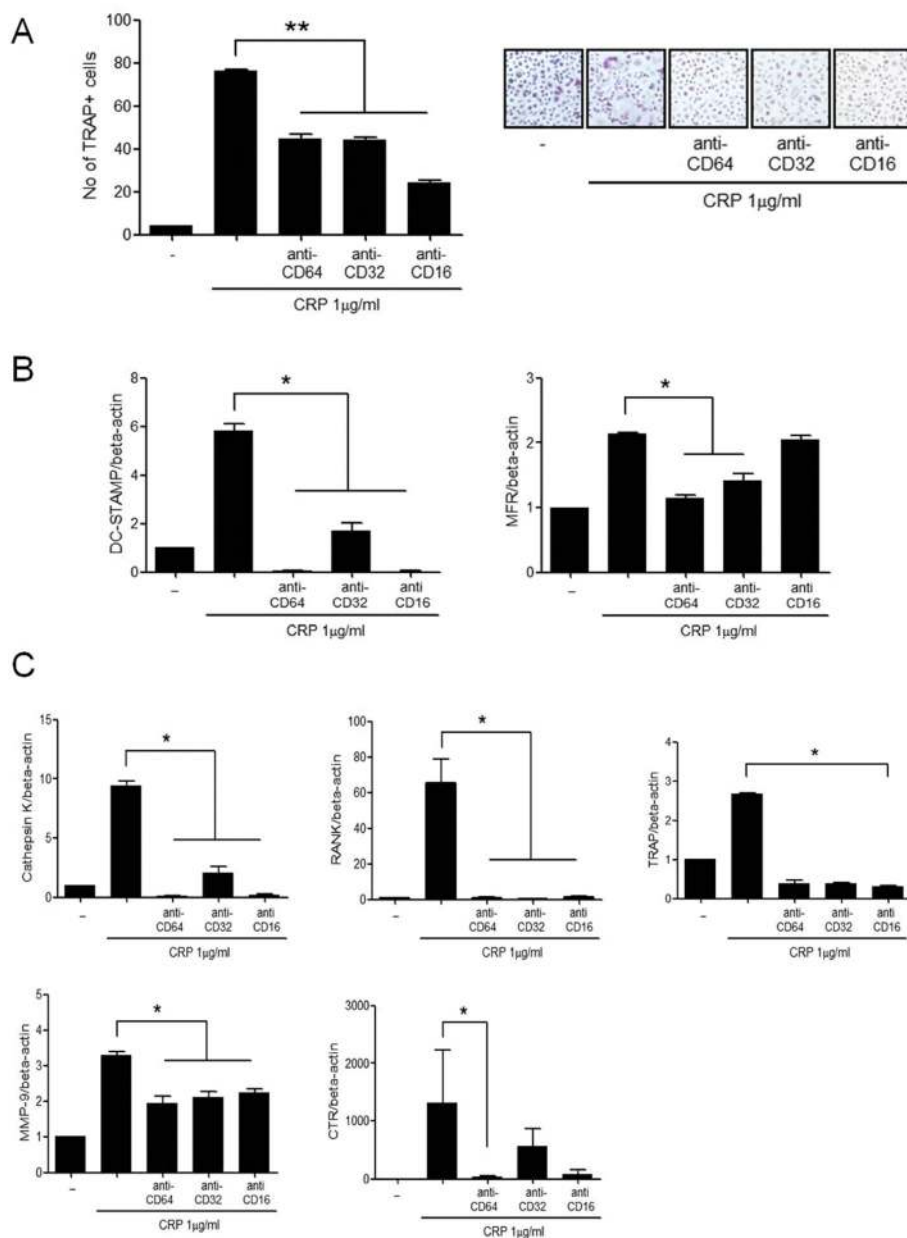 A
No of TRAP+ cells
100
80
60
40
20
0
**
-
anti-
CD64
anti-
CD32
anti-
CD16
CRP 1µg/ml
-
anti-
CD64
anti-
CD32
anti-
CD16
CRP 1µg/ml
B
DC-STAMP/beta-actin
8
6
4
2
0
*
–
anti-
CD64
anti-
CD32
anti
CD16
CRP 1µg/ml
MFR/beta-actin
3
2
1
0
*
–
anti-
CD64
anti-
CD32
anti
CD16
CRP 1µg/ml
C
Cathepsin K/beta-actin
15
10
5
0
*
–
anti-
CD64
anti-
CD32
anti
CD16
CRP 1µg/ml
RANK/beta-actin
100
80
60
40
20
0
*
–
anti-
CD64
anti-
CD32
anti
CD16
CRP 1µg/ml
TRAP/beta-actin
4
3
2
1
0
*
–
anti-
CD64
anti-
CD32
anti
CD16
CRP 1µg/ml
MMP-9/beta-actin
5
4
3
2
1
0
*
–
anti-
CD64
anti-
CD32
anti
CD16
CRP 1µg/ml
CTR/beta-actin
3000
2000
1000
0
*
–
anti-
CD64
anti-
CD32
anti
CD16
CRP 1µg/ml